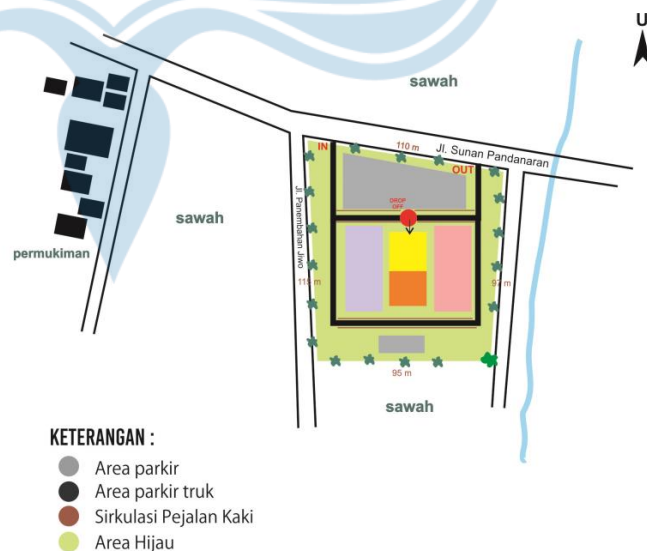 U
sawah
IN
110 m
Jl. Sunan Pandanaran
OUT
Jl. Panembahan Jiwo
DROP
OFF
sawah
permukiman
115 m
97 m
95 m
sawah
KETERANGAN :
Area parkir
Area parkir truk
Sirkulasi Pejalan Kaki
Area Hijau